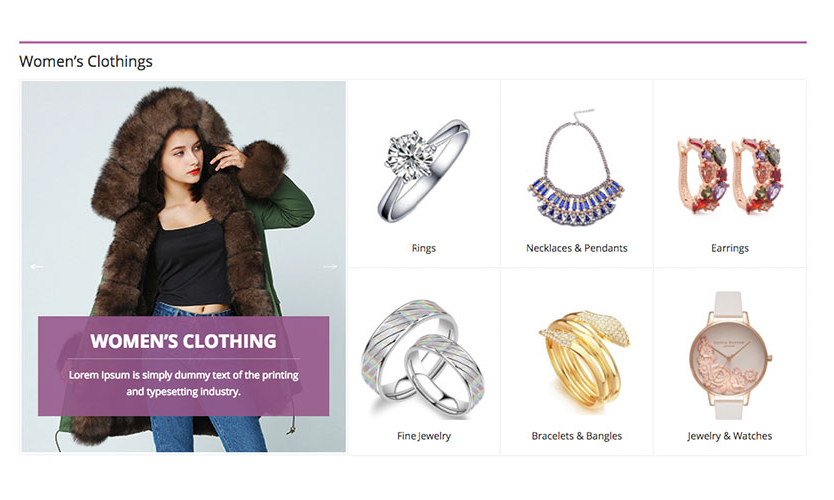 Women's Clothings
WOMEN'S CLOTHING
Lorem Ipsum is simply dummy text of the printing
and typesetting industry.
Rings
Necklaces & Pendants
Earrings
Fine Jewelry
Bracelets & Bangles
Jewelry & Watches